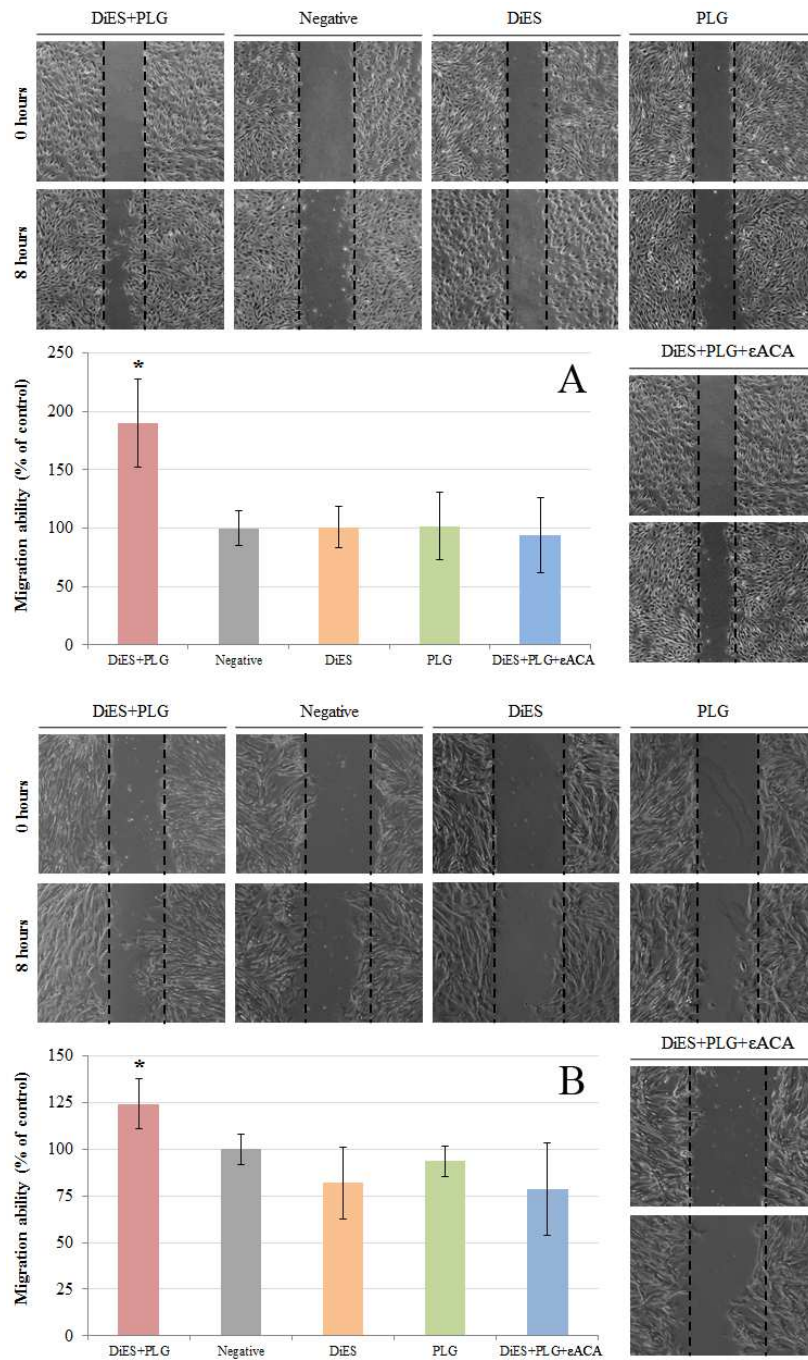 DiES+PLG Negative DiES PLG
0 hours
8 hours
DiES+PLG+εACA
A
Migration ability (% of control)
250
200
150
100
50
0
*
DiES+PLG Negative DiES PLG DiES+PLG+εACA
DiES+PLG Negative DiES PLG
0 hours
8 hours
DiES+PLG+εACA
B
Migration ability (% of control)
150
125
100
75
50
25
0
*
DiES+PLG Negative DiES PLG DiES+PLG+εACA